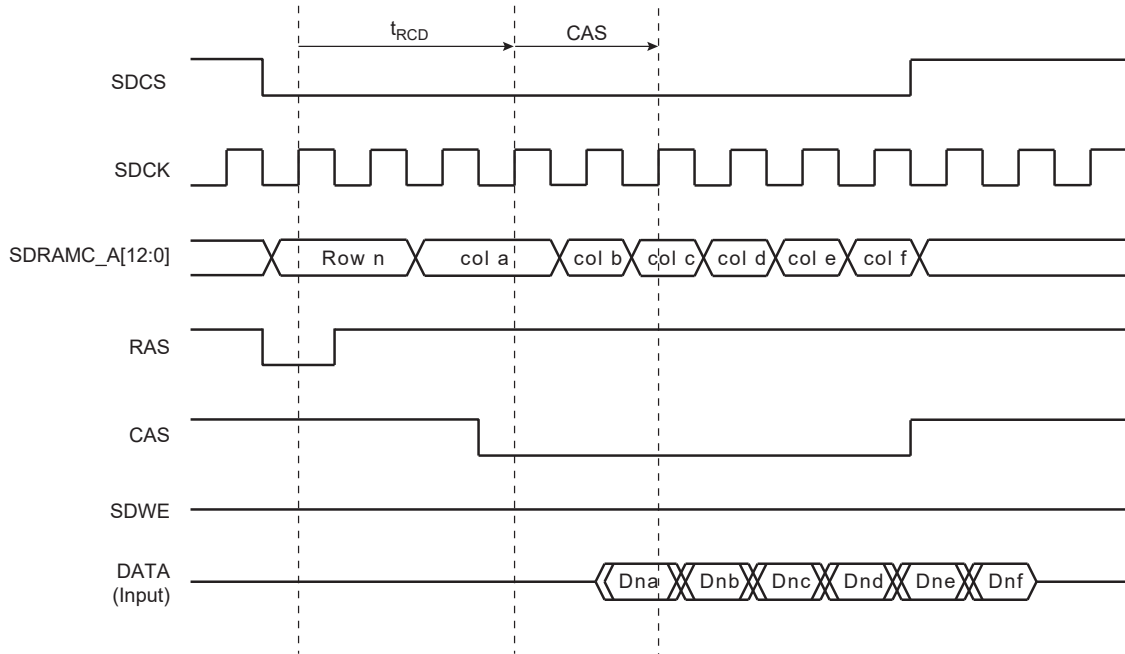 tRCD CAS
SDCS
SDCK
SDRAMC_A[12:0] Row n col a col b col c col d col e col f
RAS
CAS
SDWE
DATA Dna Dnb Dnc Dnd Dne Dnf
(Input)